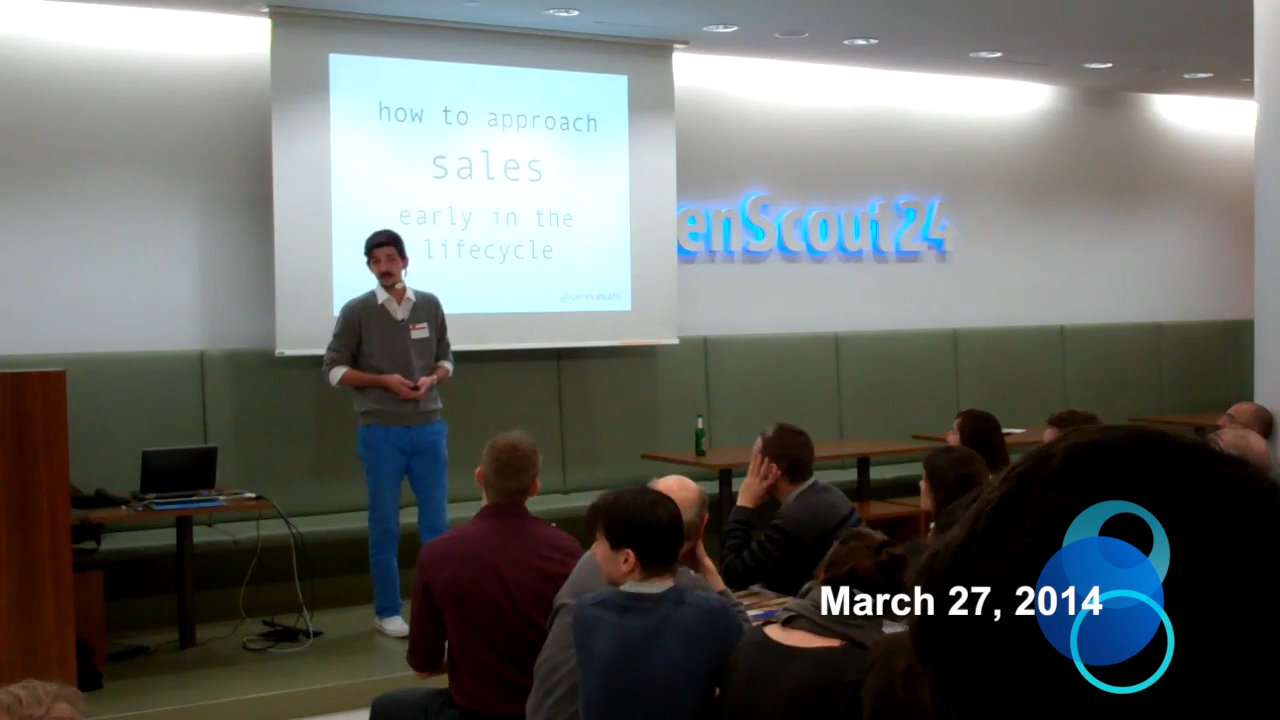 how to approach
sales
early in the
lifecycle
enScout24
March 27, 2014